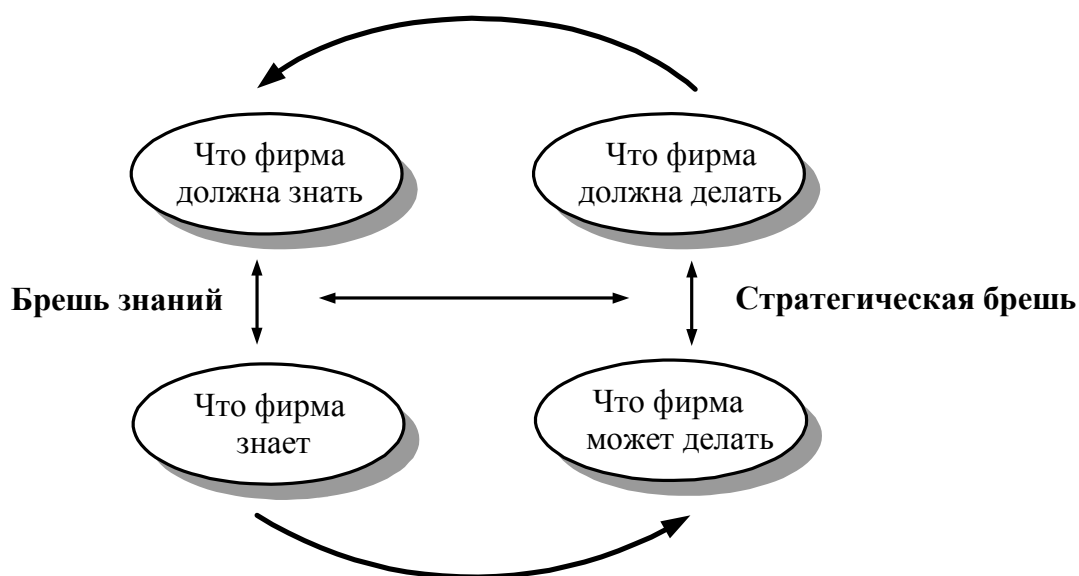 Что фирма
должна знать
Что фирма
должна делать
Брешь знаний
Стратегическая брешь
Что фирма
знает
Что фирма
может делать